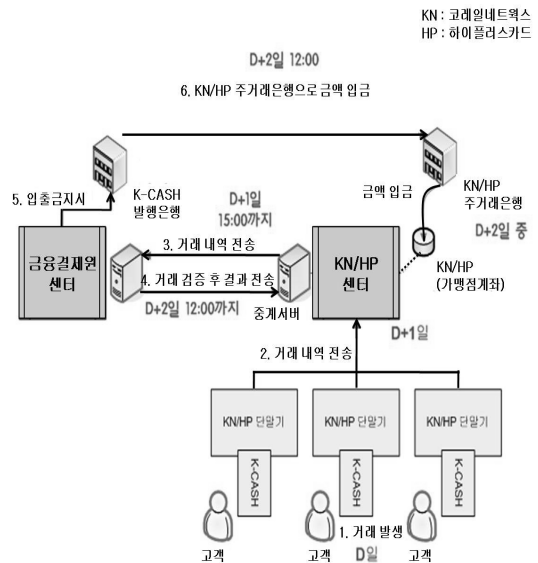 KN : 코레일네트웍스
HP : 하이플러스카드
D+2일 12:00
6. KN/HP 주거래은행으로 금액 입금
5. 입출금지시
K-CASH
발행은행
D+1일
15:00까지
금액 입금
KN/HP
주거래은행
D+2일 중
금융결제원
센터
3. 거래 내역 전송
4. 거래 검증 후 결과 전송
D+2일 12:00까지
중계서버
KN/HP
센터
KN/HP
(가맹점계좌)
D+1일
2. 거래 내역 전송
KN/HP 단말기
KN/HP 단말기
KN/HP 단말기
K-CASH
K-CASH
K-CASH
1. 거래 발생
고객
고객
D일
고객